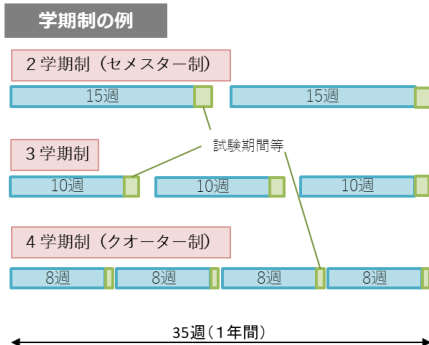 学期制の例
2学期制（セメスター制）
15週 15週
試験期間等
3学期制
10週 10週 10週
4学期制（クオーター制）
8週 8週 8週 8週
35週（1年間）